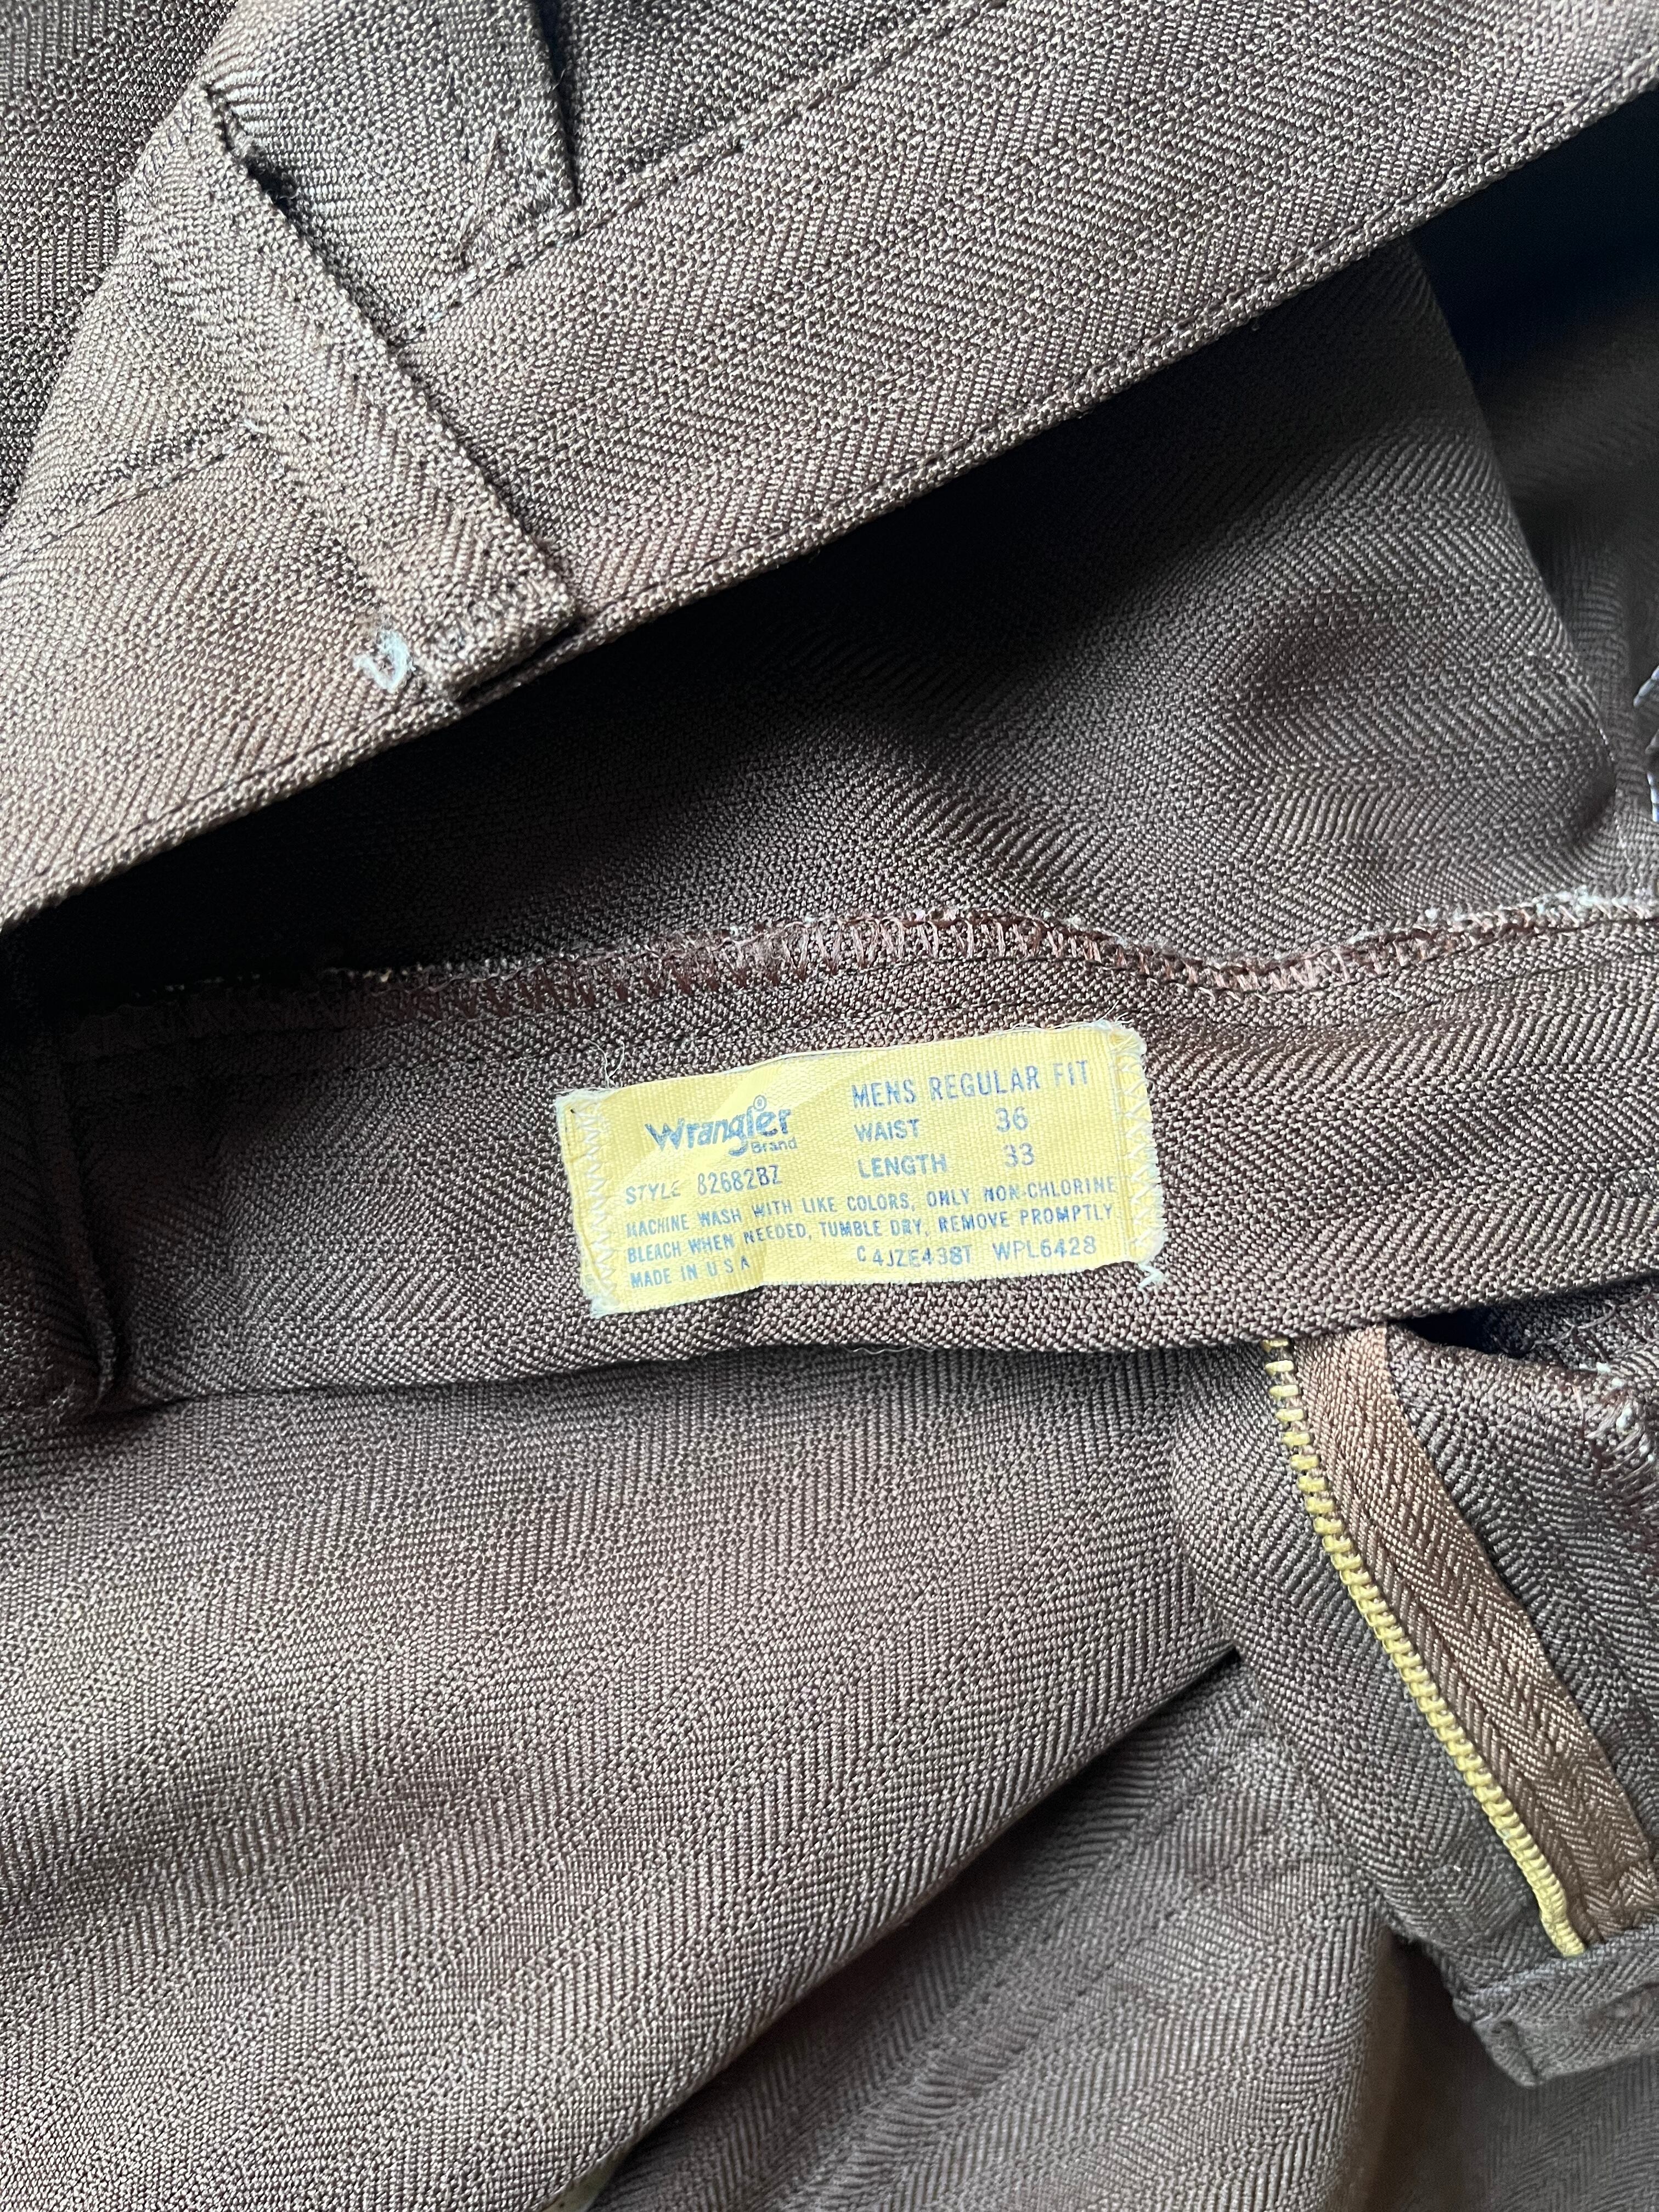 Wrangler®
Brand
STYLE 82682BZ
MENS REGULAR FIT
WAIST 36
LENGTH 33
MACHINE WASH WITH LIKE COLORS, ONLY NON-CHLORINE
BLEACH WHEN NEEDED, TUMBLE DRY, REMOVE PROMPTLY
MADE IN U S A C4JZE438T WPL6428